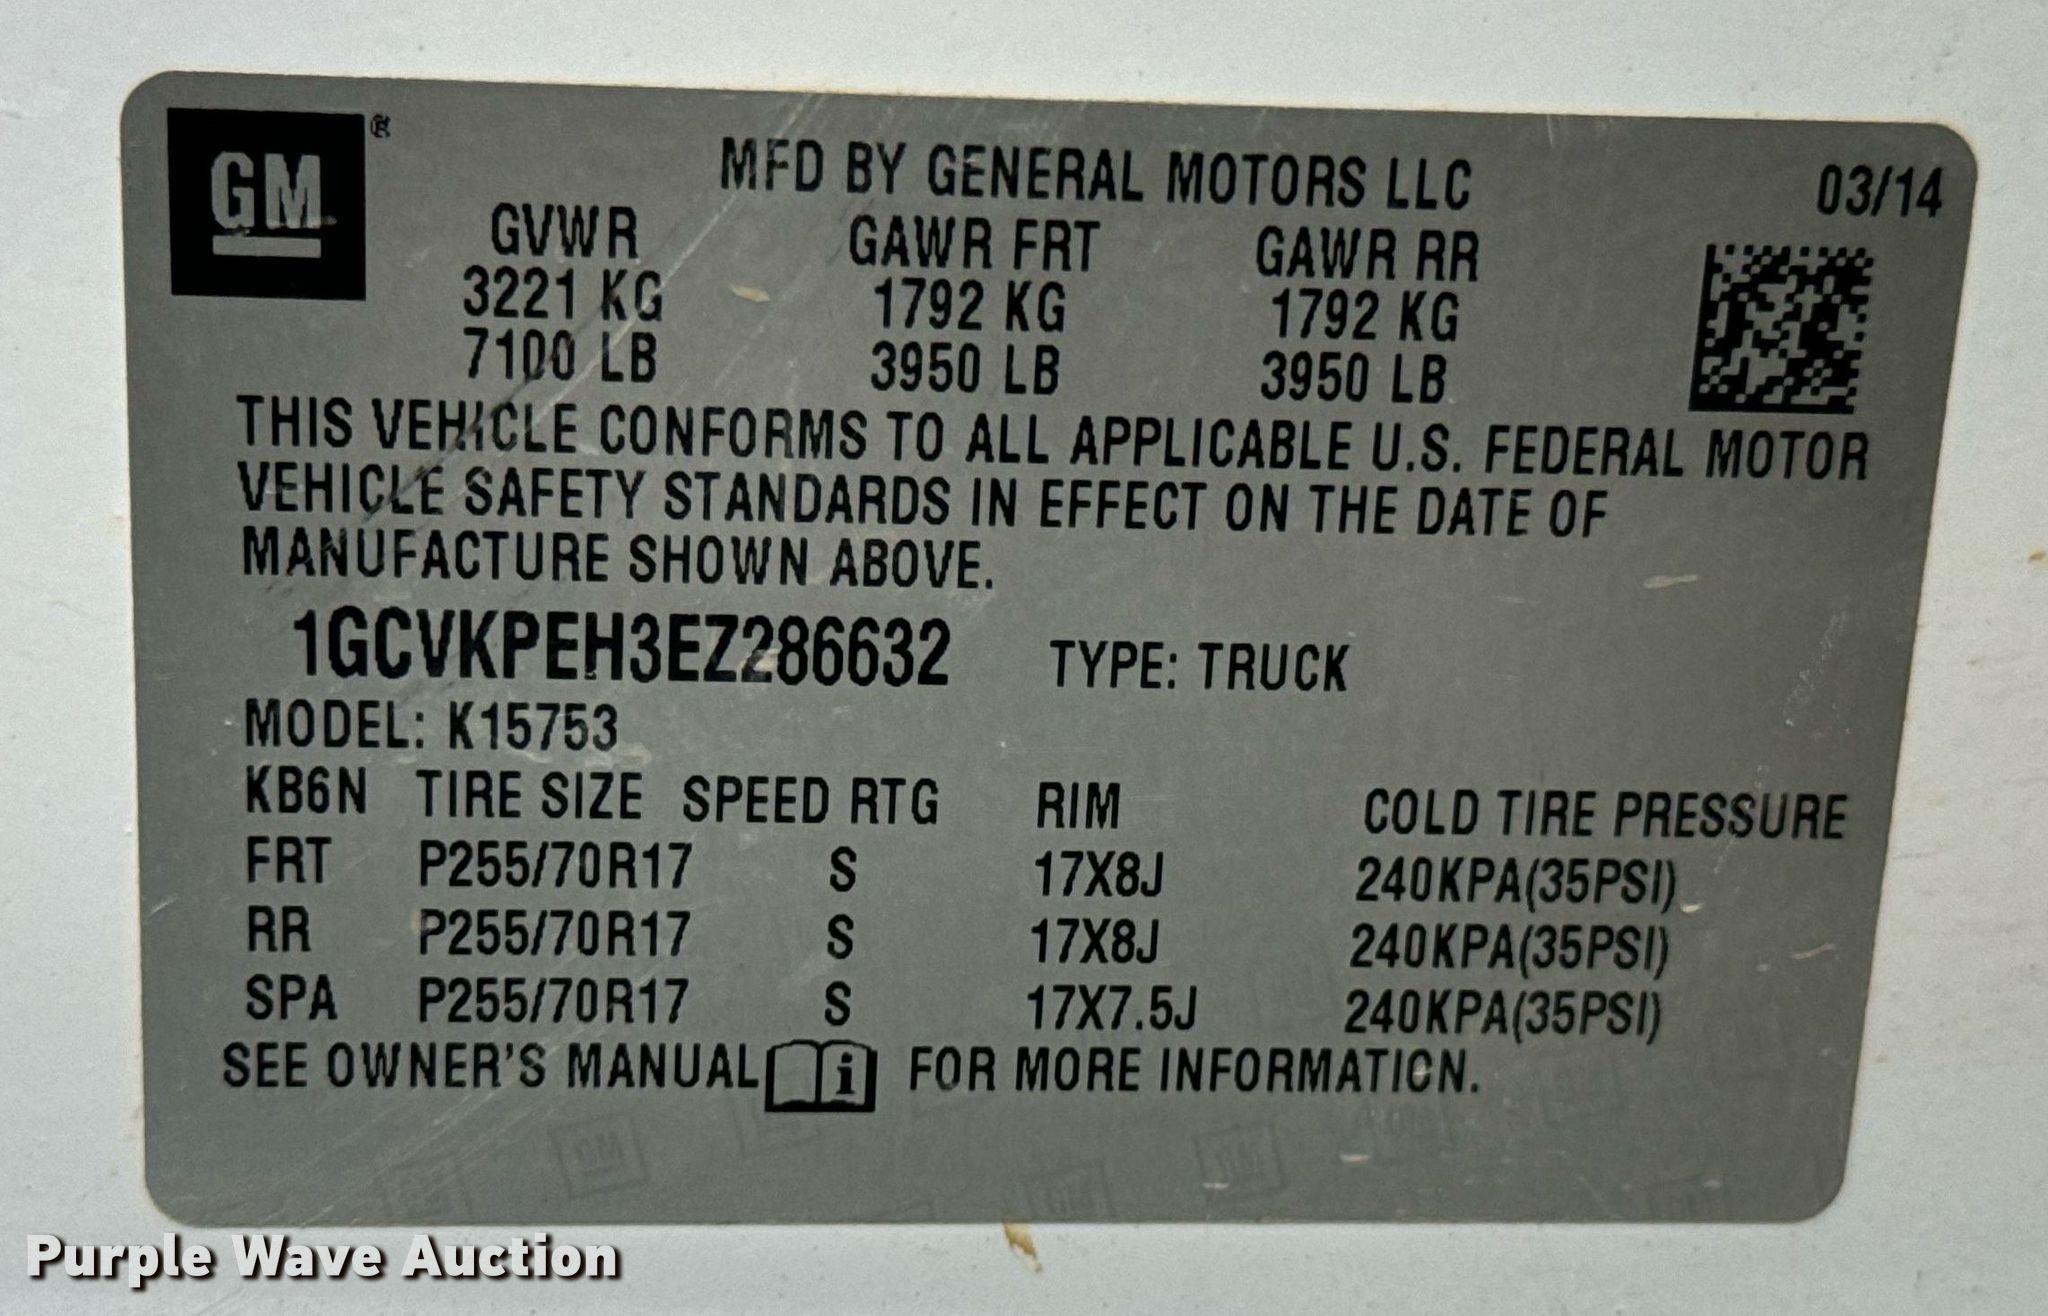 GM®
MFD BY GENERAL MOTORS LLC 03/14
GVWR GAWR FRT GAWR RR
3221 KG 1792 KG 1792 KG
7100 LB 3950 LB 3950 LB
THIS VEHICLE CONFORMS TO ALL APPLICABLE U.S. FEDERAL MOTOR
VEHICLE SAFETY STANDARDS IN EFFECT ON THE DATE OF
MANUFACTURE SHOWN ABOVE.
1GCVKPEH3EZ286632 TYPE: TRUCK
MODEL: K15753
KB6N TIRE SIZE SPEED RTG RIM COLD TIRE PRESSURE
FRT P255/70R17 S 17X8J 240KPA(35PSI)
RR P255/70R17 S 17X8J 240KPA(35PSI)
SPA P255/70R17 S 17X7.5J 240KPA(35PSI)
SEE OWNER'S MANUAL i FOR MORE INFORMATION.
Purple Wave Auction